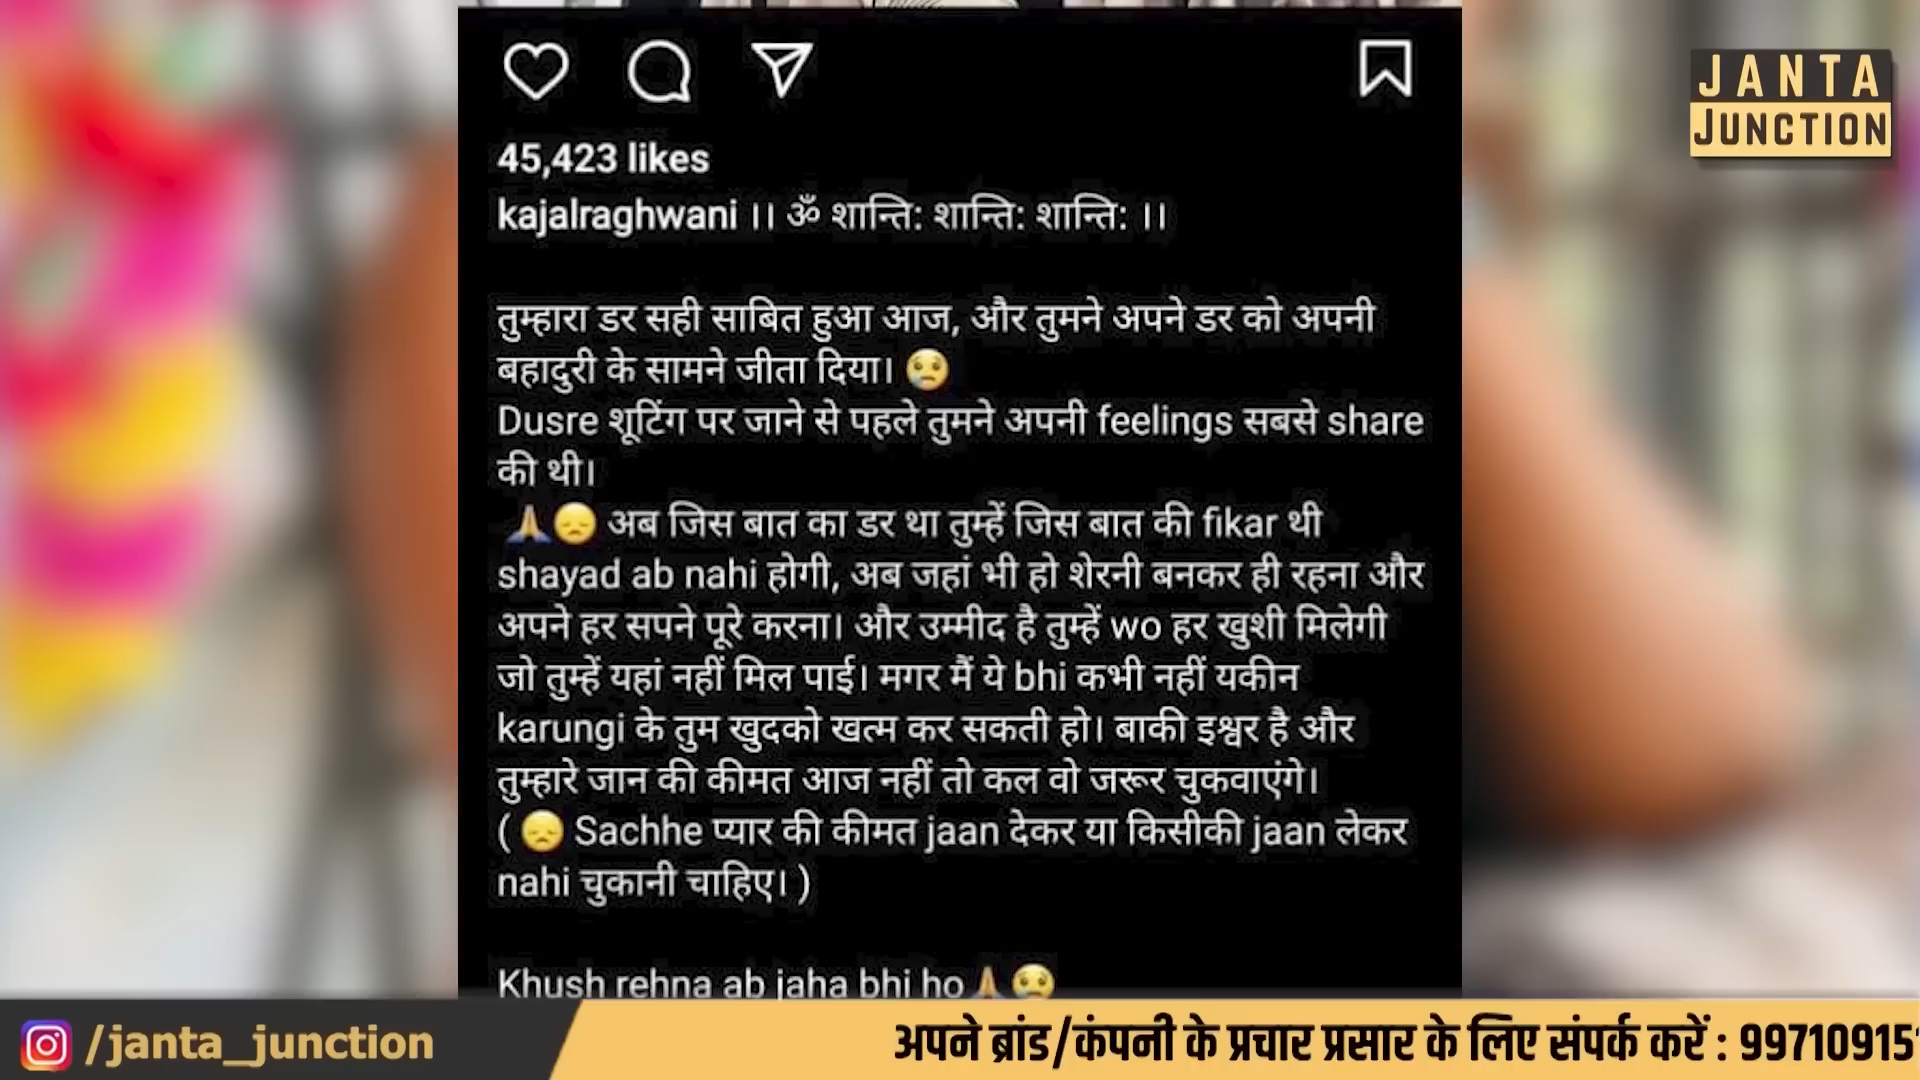 JANTA
JUNCTION
45,423 likes
kajalraghwani ।। ॐ शान्ति: शान्ति: शान्ति: ।।
तुम्हारा डर सही साबित हुआ आज, और तुमने अपने डर को अपनी
बहादुरी के सामने जीता दिया। 😢
Dusre शूटिंग पर जाने से पहले तुमने अपनी feelings सबसे share
की थी।
🙏😞 अब जिस बात का डर था तुम्हें जिस बात की fikar थी
shayad ab nahi होगी, अब जहां भी हो शेरनी बनकर ही रहना और
अपने हर सपने पूरे करना। और उम्मीद है तुम्हें wo हर खुशी मिलेगी
जो तुम्हें यहां नहीं मिल पाई। मगर मैं ये bhi कभी नहीं यकीन
karungi के तुम खुदको खत्म कर सकती हो। बाकी इश्वर है और
तुम्हारे जान की कीमत आज नहीं तो कल वो जरूर चुकवाएंगे।
( 😞 Sachhe प्यार की कीमत jaan देकर या किसीकी jaan लेकर
nahi चुकानी चाहिए। )
Khush rehna ab jaha bhi ho 🙏😢
/janta_junction
अपने ब्रांड/कंपनी के प्रचार प्रसार के लिए संपर्क करें : 99710915